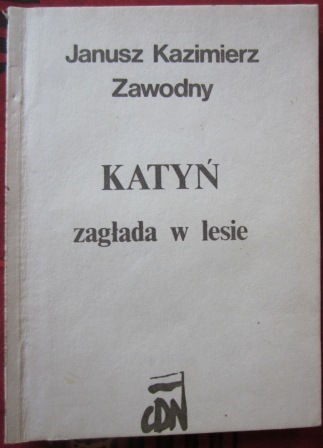 Janusz Kazimierz
Zawodny
KATYŃ
zagłada w lesie
CDN